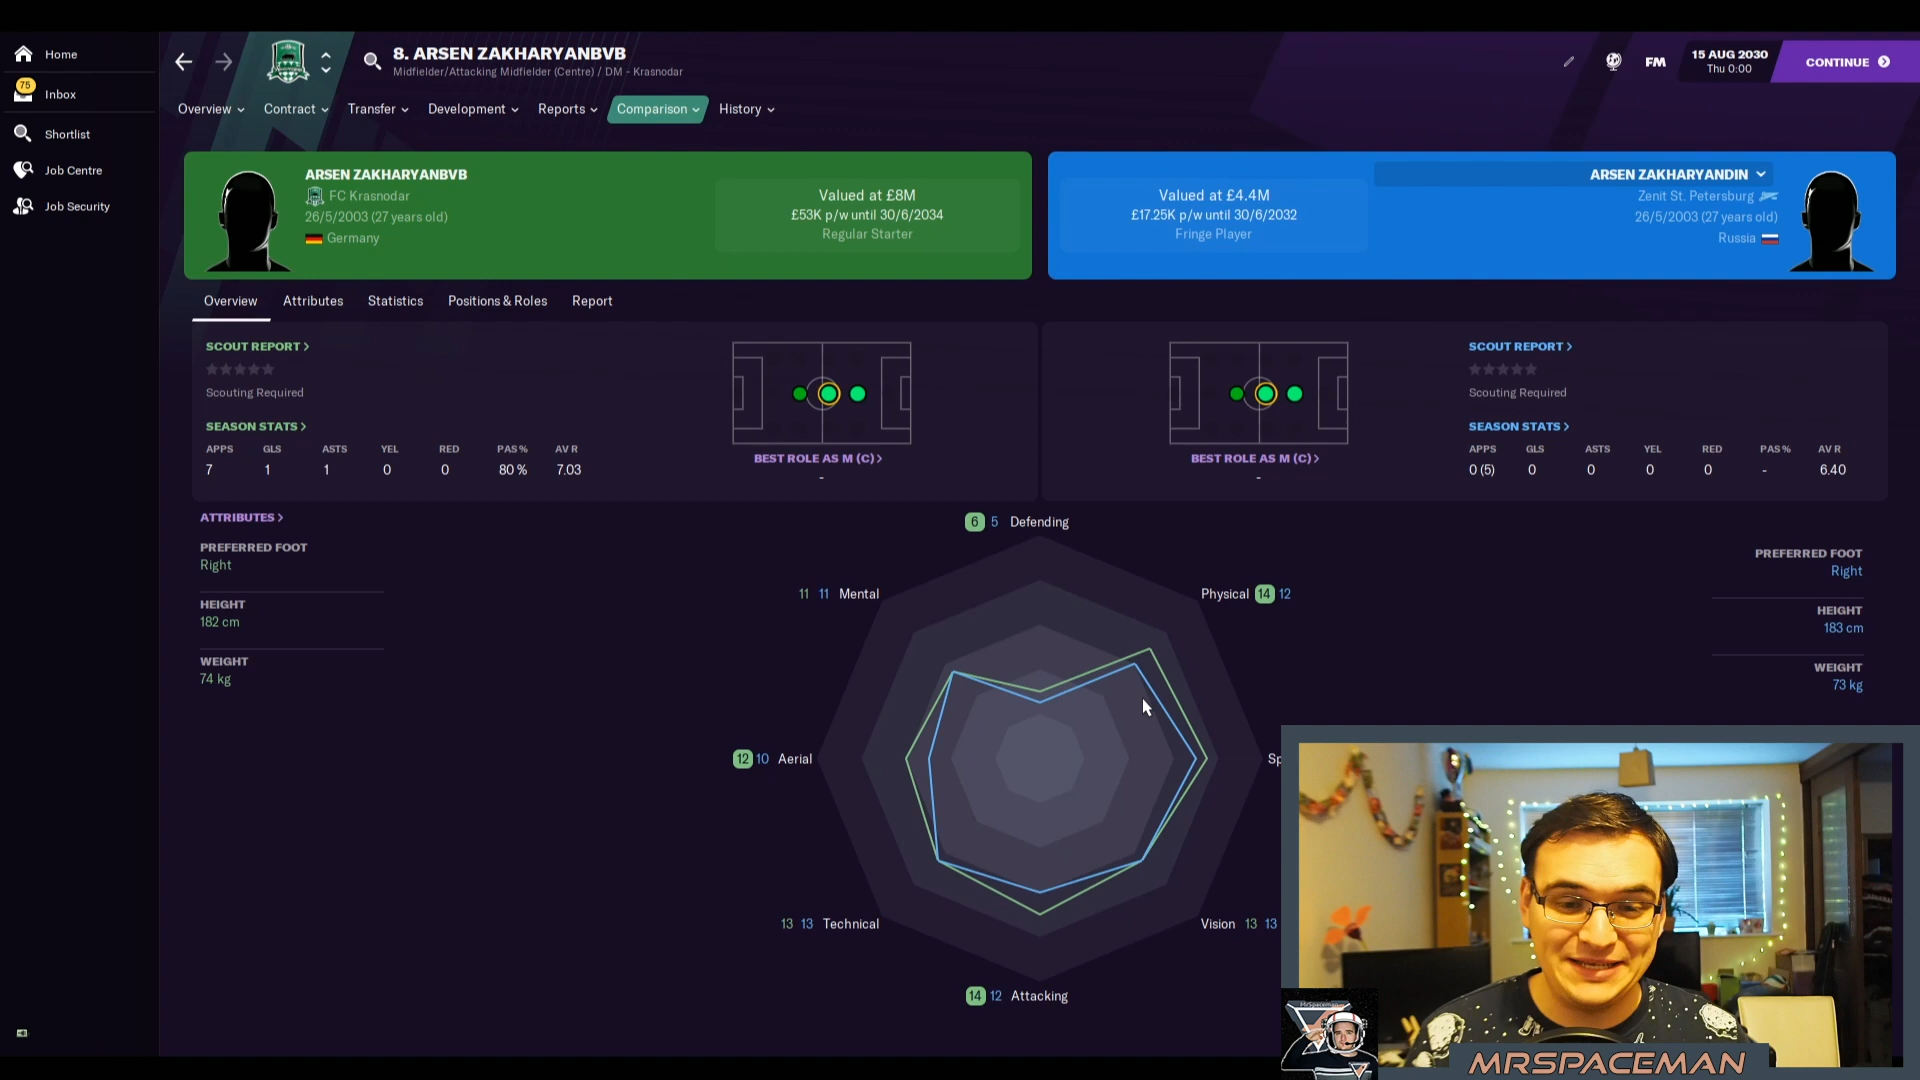 Home
75
Inbox
Shortlist
Job Centre
Job Security
8. ARSEN ZAKHARYANBVB
Midfielder/Attacking Midfielder (Centre) / DM - Krasnodar
FM
15 AUG 2030
Thu 0:00
CONTINUE
Overview Contract Transfer Development Reports Comparison History
ARSEN ZAKHARYANBVB
FC Krasnodar
26/5/2003 (27 years old)
Germany
Valued at £8M
£53K p/w until 30/6/2034
Regular Starter
Valued at £4.4M
£17.25K p/w until 30/6/2032
Fringe Player
ARSEN ZAKHARYANDIN
Zenit St. Petersburg
26/5/2003 (27 years old)
Russia
Overview Attributes Statistics Positions & Roles Report
SCOUT REPORT
Scouting Required
SEASON STATS
APPS GLS ASTS YEL RED PAS % AV R
7 1 1 0 0 80 % 7.03
BEST ROLE AS M (C)
-
BEST ROLE AS M (C)
-
SCOUT REPORT
Scouting Required
SEASON STATS
APPS GLS ASTS YEL RED PAS % AV R
0 (5) 0 0 0 0 - 6.40
ATTRIBUTES
PREFERRED FOOT
Right
HEIGHT
182 cm
WEIGHT
74 kg
6 5 Defending
11 11 Mental
Physical 14 12
12 10 Aerial
Sp
13 13 Technical
Vision 13 13
14 12 Attacking
PREFERRED FOOT
Right
HEIGHT
183 cm
WEIGHT
73 kg
MRSPACEMAN